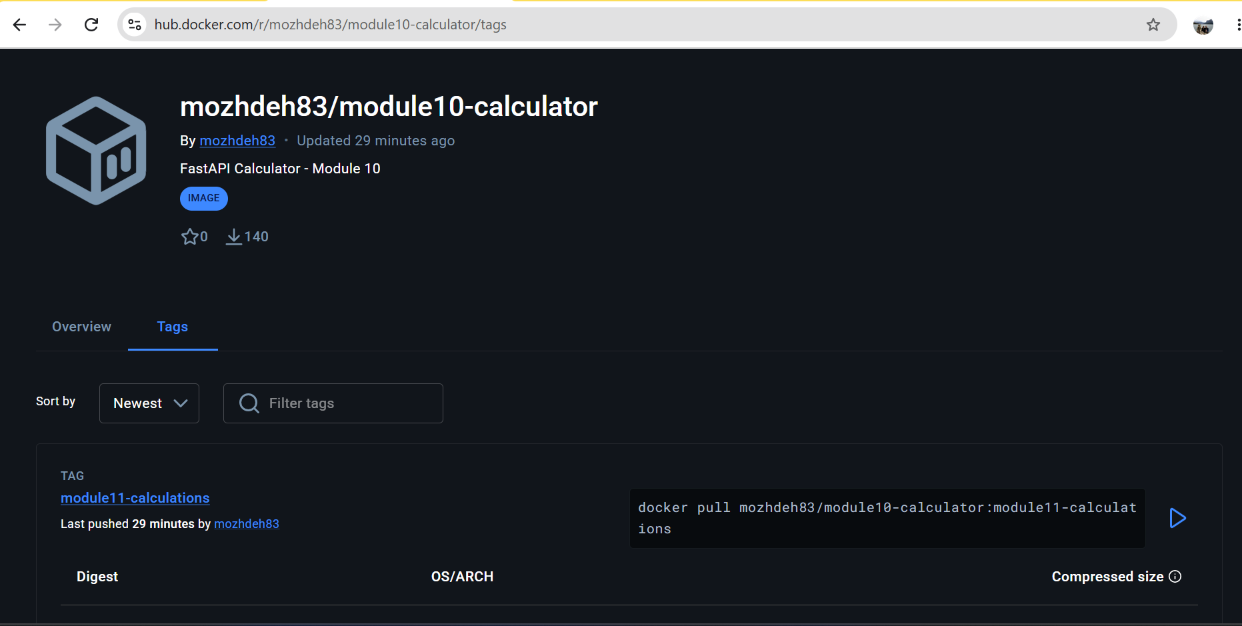 hub.docker.com/r/mozhdeh83/module10-calculator/tags
mozhdeh83/module10-calculator
By mozhdeh83 · Updated 29 minutes ago
FastAPI Calculator - Module 10
IMAGE
0 140
Overview Tags
Sort by Newest Filter tags
TAG
module11-calculations
Last pushed 29 minutes by mozhdeh83
docker pull mozhdeh83/module10-calculator:module11-calculat
ions
Digest OS/ARCH Compressed size